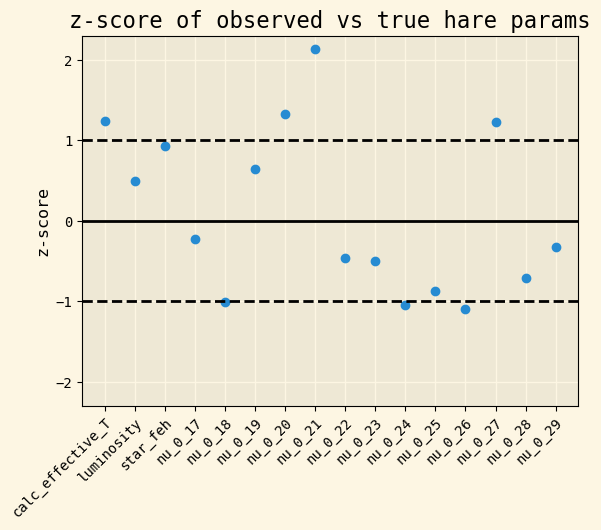 z-score of observed vs true hare params
z-score
2
1
0
−1
−2
calc_effective_T
luminosity
star_feh
nu_0_17
nu_0_18
nu_0_19
nu_0_20
nu_0_21
nu_0_22
nu_0_23
nu_0_24
nu_0_25
nu_0_26
nu_0_27
nu_0_28
nu_0_29